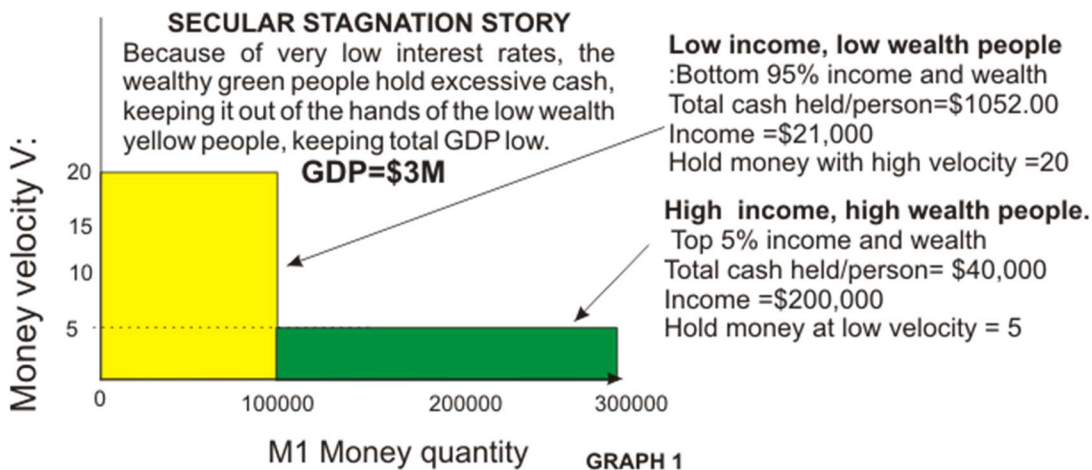 SECULAR STAGNATION STORY
Because of very low interest rates, the
wealthy green people hold excessive cash,
keeping it out of the hands of the low wealth
yellow people, keeping total GDP low.
GDP=$3M
Low income, low wealth people
:Bottom 95% income and wealth
Total cash held/person=$1052.00
Income =$21,000
Hold money with high velocity =20
High income, high wealth people.
Top 5% income and wealth
Total cash held/person= $40,000
Income =$200,000
Hold money at low velocity = 5
Money velocity V:
20
15
10
5
0
100000
200000
300000
M1 Money quantity
GRAPH 1